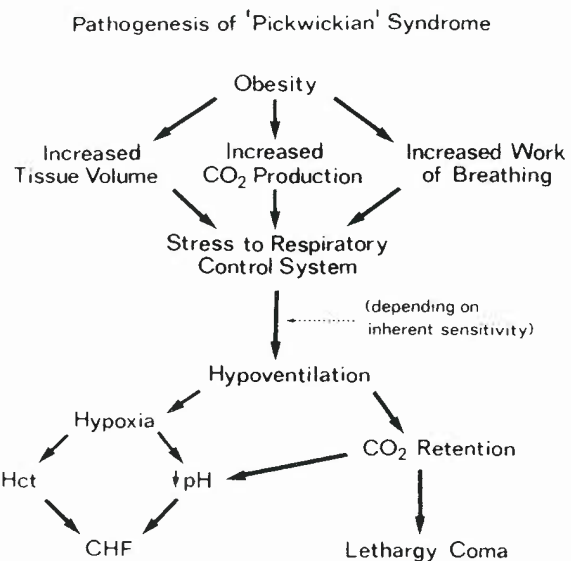 Pathogenesis of 'Pickwickian' Syndrome
Obesity
Increased
Tissue Volume
Increased
CO₂ Production
Increased Work
of Breathing
Stress to Respiratory
Control System
(depending on
inherent sensitivity)
Hypoventilation
Hypoxia
CO₂ Retention
Hct
↓pH
CHF
Lethargy Coma